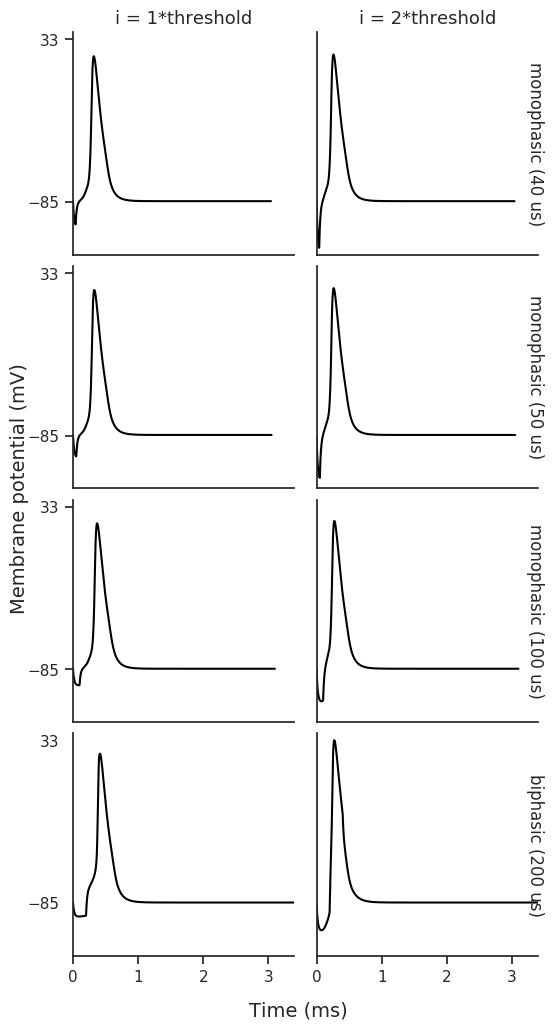 i = 1*threshold
i = 2*threshold
33
−85
monophasic (40 us)
33
−85
monophasic (50 us)
Membrane potential (mV)
33
−85
monophasic (100 us)
33
−85
biphasic (200 us)
0 1 2 3
0 1 2 3
Time (ms)